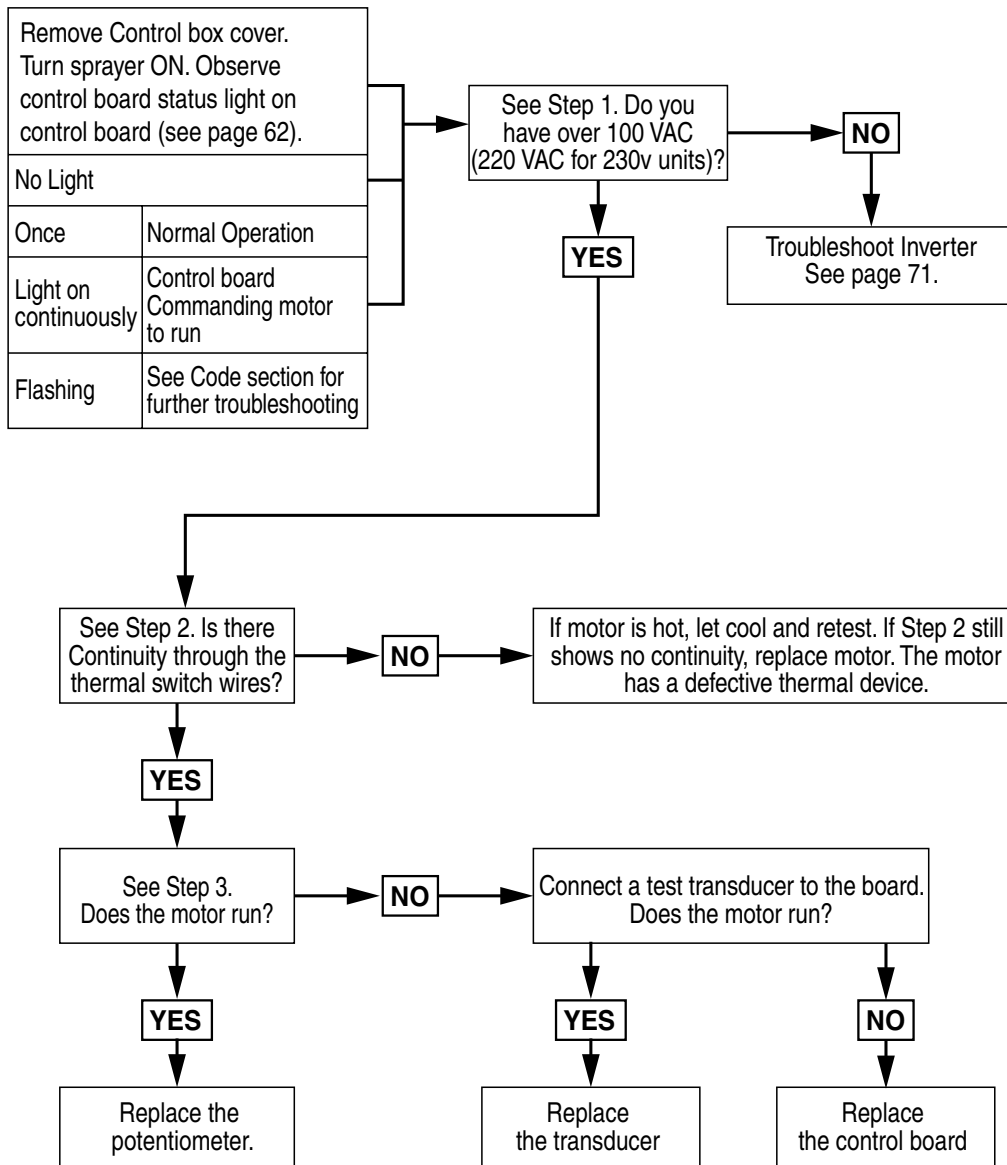 Remove Control box cover.
Turn sprayer ON. Observe
control board status light on
control board (see page 62).
No Light
Once
Normal Operation
Light on
continuously
Control board
Commanding motor
to run
Flashing
See Code section for
further troubleshooting
See Step 1. Do you
have over 100 VAC
(220 VAC for 230v units)?
NO
YES
Troubleshoot Inverter
See page 71.
See Step 2. Is there
Continuity through the
thermal switch wires?
NO
If motor is hot, let cool and retest. If Step 2 still
shows no continuity, replace motor. The motor
has a defective thermal device.
YES
See Step 3.
Does the motor run?
NO
Connect a test transducer to the board.
Does the motor run?
YES
YES
NO
Replace the
potentiometer.
Replace
the transducer
Replace
the control board